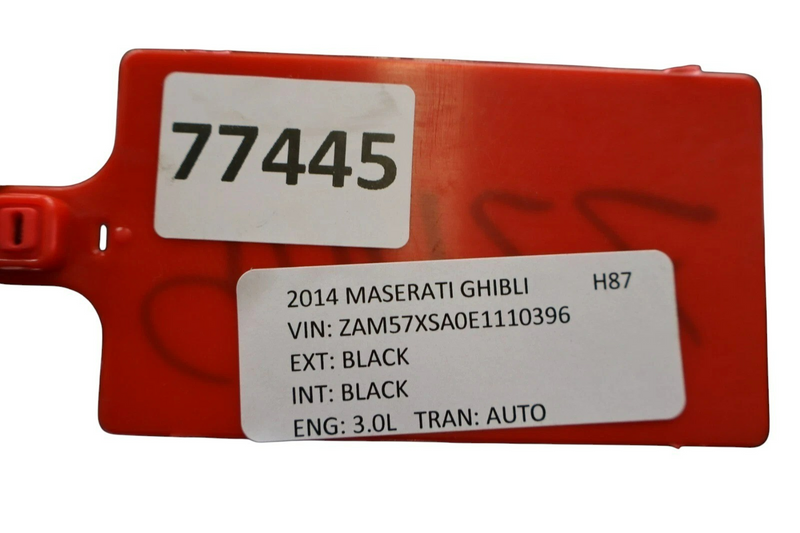 77445
2014 MASERATI GHIBLI H87
VIN: ZAM57XSA0E1110396
EXT: BLACK
INT: BLACK
ENG: 3.0L TRAN: AUTO